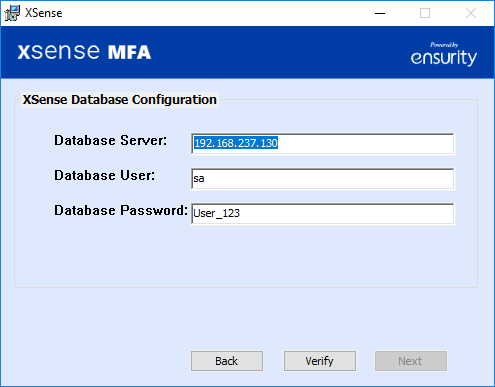 XSense
XSense MFA
Powered by
ensurity
XSense Database Configuration
Database Server: 192.168.237.130
Database User: sa
Database Password: User_123
Back Verify Next